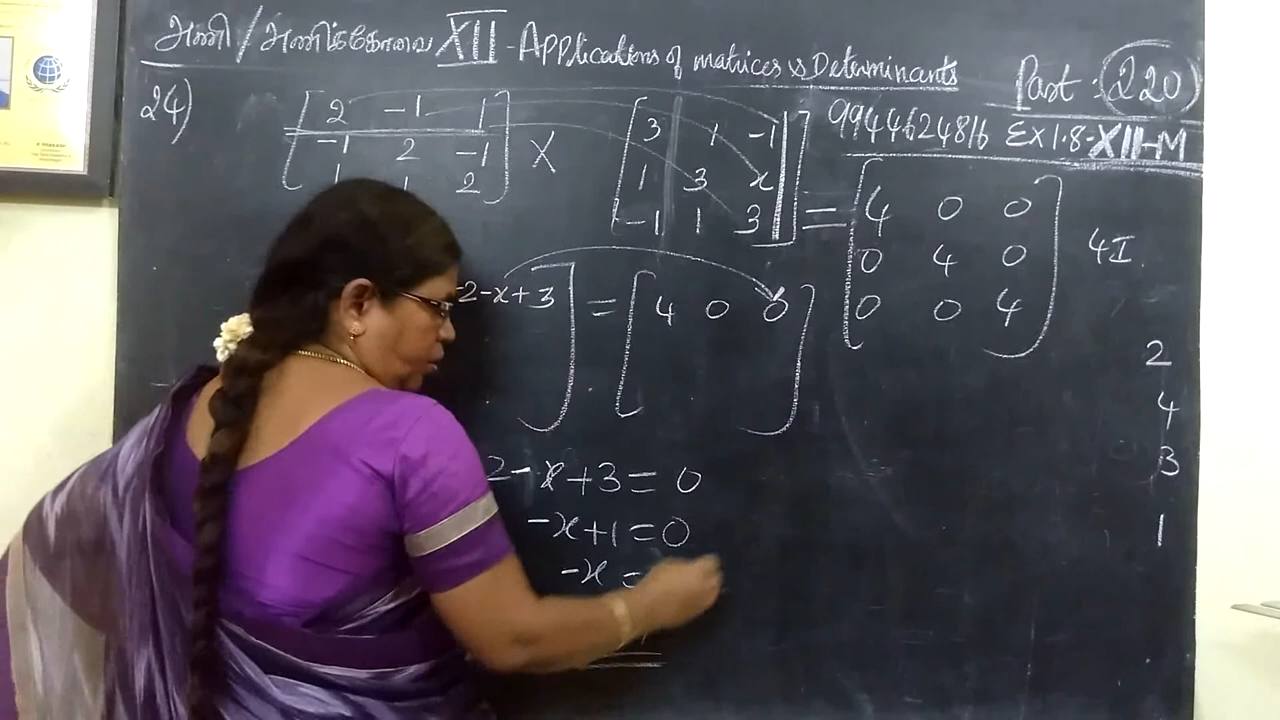 அணி / அணிக்கோவை XII - Applications of matrices & Determinants
Part : 220
9944624816 Ex 1.8 - XII-M
24)
[ 2 -1 1 ] X [ 3 1 -1 ] = [ 4 0 0 ] 4I
[ -1 2 -1 ] [ 1 3 x ] [ 0 4 0 ]
[ 1 1 2 ] [ -1 1 3 ] [ 0 0 4 ]
-2-x+3 ] = [ 4 0 0 ]
2-x+3 = 0
-x+1 = 0
-x =
2
4
3
1